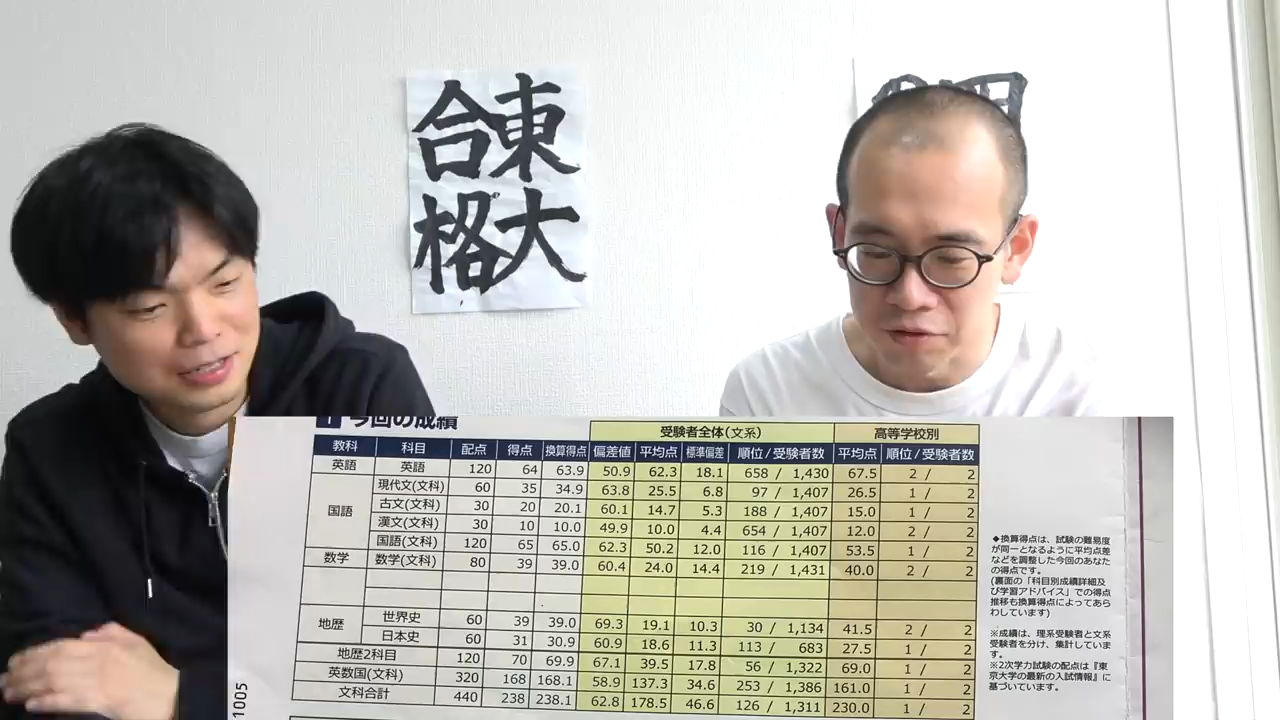 東大
合格
1 今回の成績
受験者全体(文系) 高等学校別
教科 科目 配点 得点 換算得点 偏差値 平均点 標準偏差 順位/受験者数 平均点 順位/受験者数
英語 英語 120 64 63.9 50.9 62.3 18.1 658 / 1,430 67.5 2 / 2
国語 現代文(文科) 60 35 34.9 63.8 25.5 6.8 97 / 1,407 26.5 1 / 2
古文(文科) 30 20 20.1 60.1 14.7 5.3 188 / 1,407 15.0 1 / 2
漢文(文科) 30 10 10.0 49.9 10.0 4.4 654 / 1,407 12.0 2 / 2
国語(文科) 120 65 65.0 62.3 50.2 12.0 116 / 1,407 53.5 1 / 2
数学 数学(文科) 80 39 39.0 60.4 24.0 14.4 219 / 1,431 40.0 2 / 2
地歴 世界史 60 39 39.0 69.3 19.1 10.3 30 / 1,134 41.5 2 / 2
日本史 60 31 30.9 60.9 18.6 11.3 113 / 683 27.5 1 / 2
地歴2科目 120 70 69.9 67.1 39.5 17.8 56 / 1,322 69.0 1 / 2
英数国(文科) 320 168 168.1 58.9 137.3 34.6 253 / 1,386 161.0 1 / 2
文科合計 440 238 238.1 62.8 178.5 46.6 126 / 1,311 230.0 1 / 2
◆換算得点は、試験の難易度
が同一となるように平均点差
などを調整した今回のあなた
の得点です。
(裏面の「科目別成績詳細及
び学習アドバイス」での得点
推移も換算得点によってあら
わしています)
※成績は、理系受験者と文系
受験者を分け、集計していま
す。
※2次学力試験の配点は『東
京大学の最新の入試情報』に
基づいています。
1005